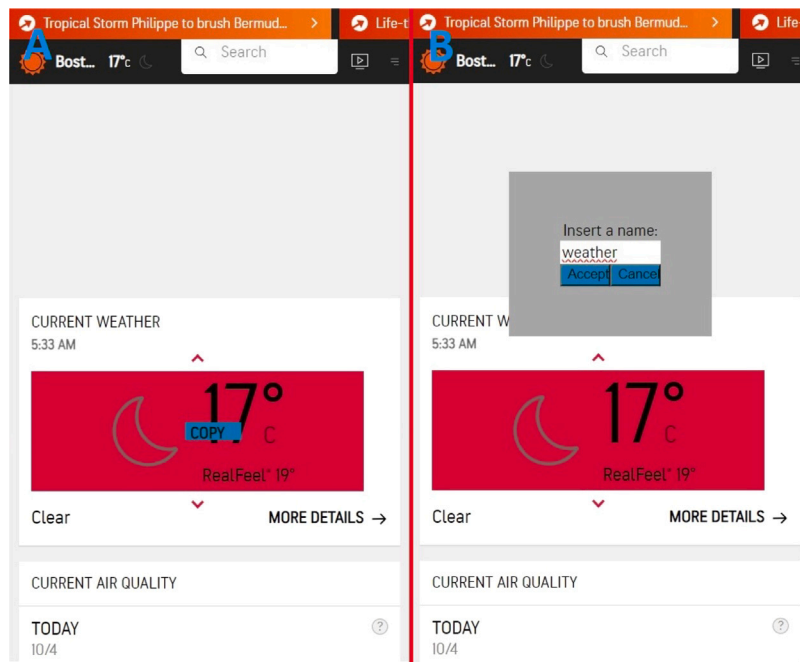 A
Tropical Storm Philippe to brush Bermud... >
Life-t
Bost... 17°c
Search
CURRENT WEATHER
5:33 AM
17°
C
COPY
RealFeel® 19°
Clear
MORE DETAILS →
CURRENT AIR QUALITY
TODAY
?
10/4
B
Tropical Storm Philippe to brush Bermud... >
Life-
Bost... 17°c
Search
Insert a name:
weather
Accept Cancel
CURRENT W
5:33 AM
17°
C
RealFeel® 19°
Clear
MORE DETAILS →
CURRENT AIR QUALITY
TODAY
?
10/4